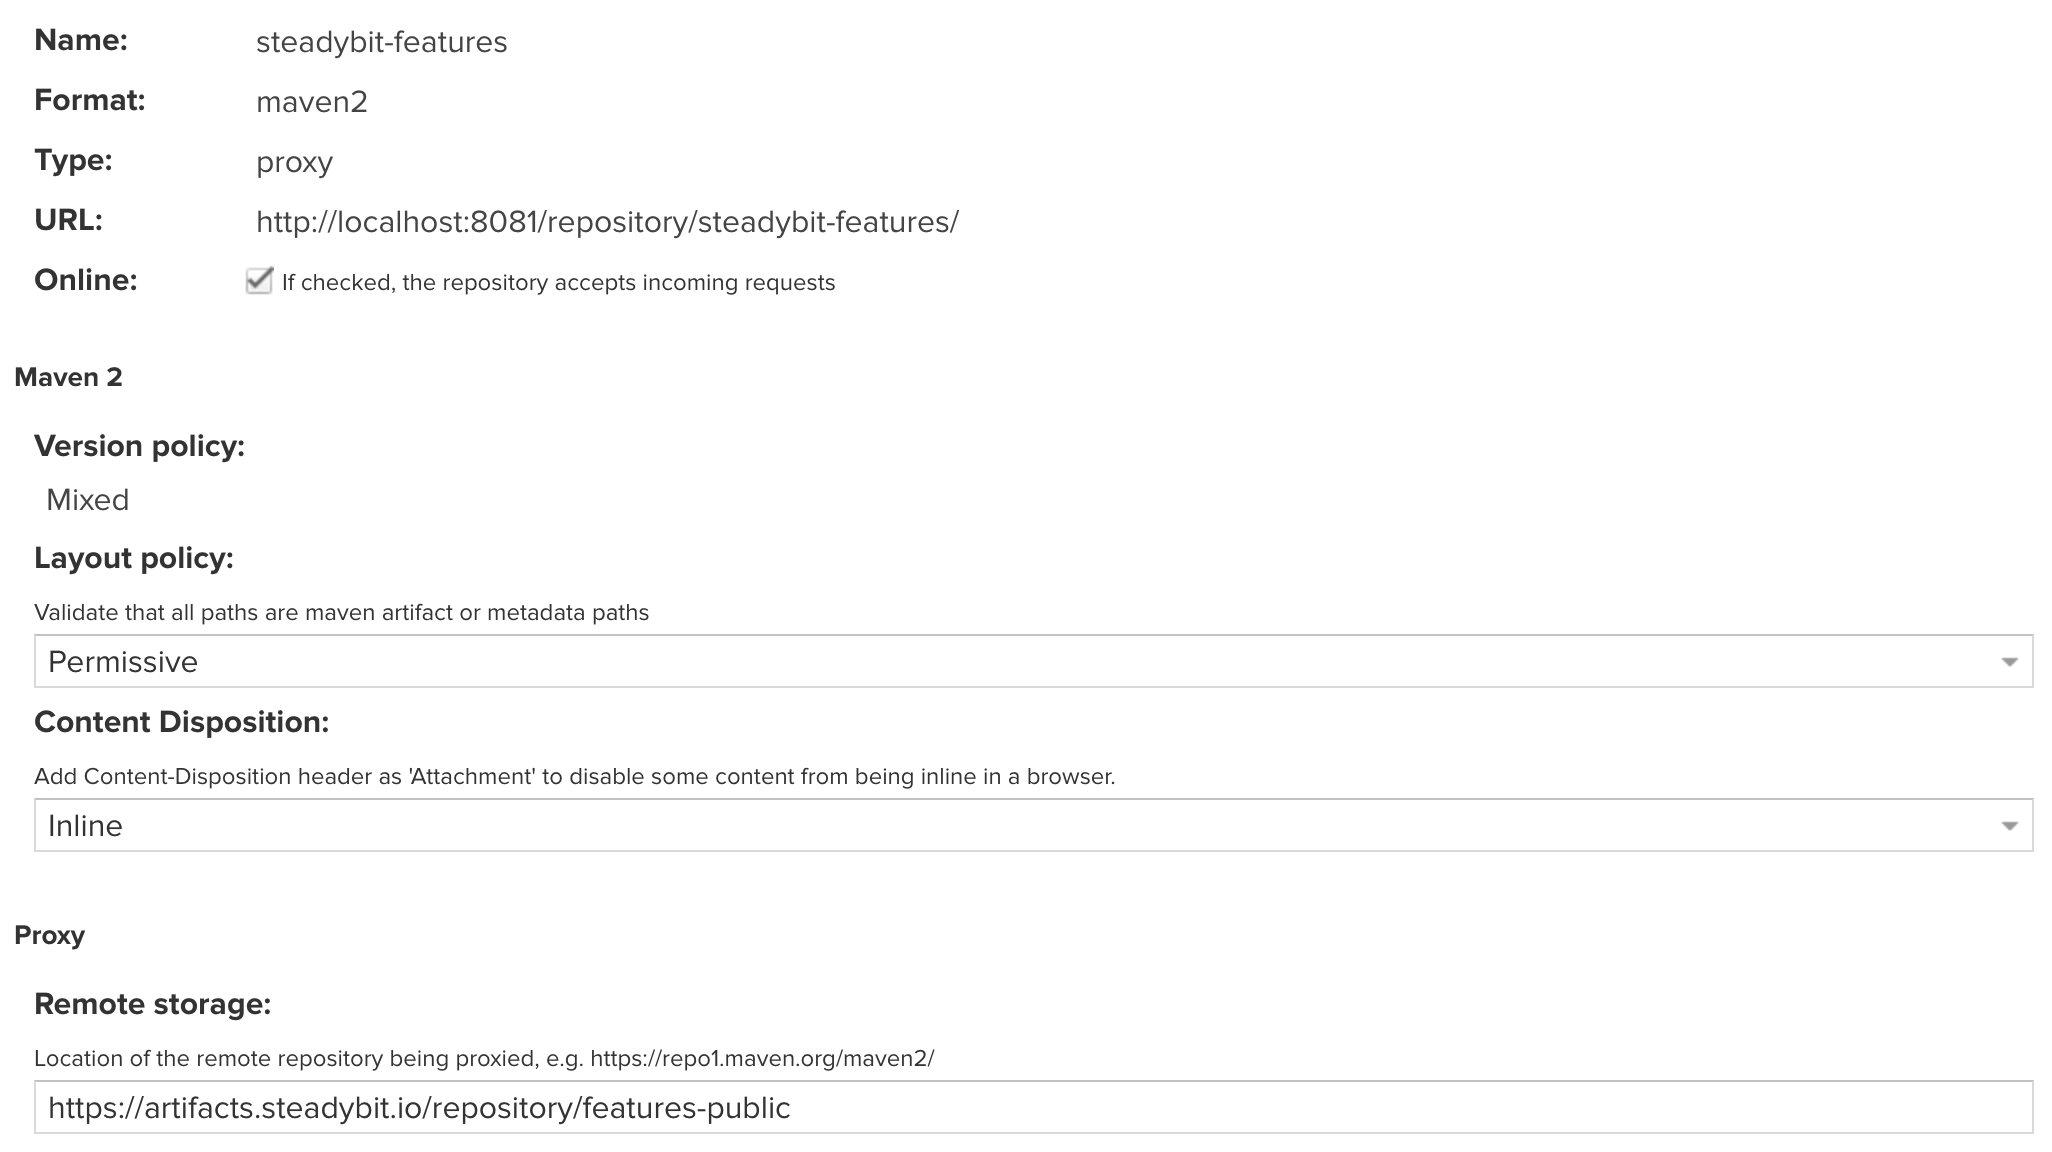 Name: steadybit-features
Format: maven2
Type: proxy
URL: http://localhost:8081/repository/steadybit-features/
Online: If checked, the repository accepts incoming requests
Maven 2
Version policy:
Mixed
Layout policy:
Validate that all paths are maven artifact or metadata paths
Permissive
Content Disposition:
Add Content-Disposition header as 'Attachment' to disable some content from being inline in a browser.
Inline
Proxy
Remote storage:
Location of the remote repository being proxied, e.g. https://repo1.maven.org/maven2/
https://artifacts.steadybit.io/repository/features-public